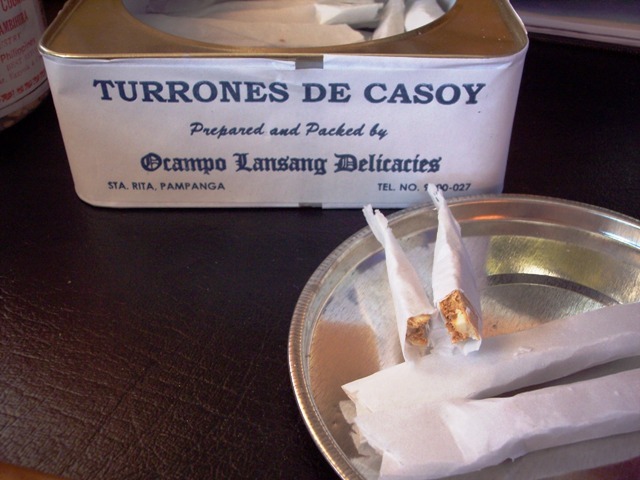 TURRONES DE CASOY
Prepared and Packed by
Ocampo Lansang Delicacies
STA. RITA, PAMPANGA
TEL. NO.